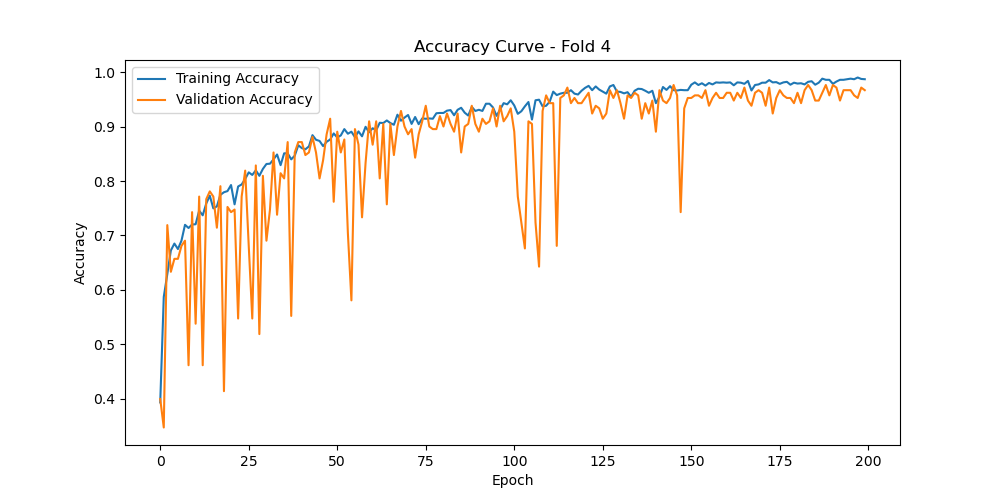 Accuracy Curve - Fold 4
Training Accuracy
Validation Accuracy
1.0
0.9
0.8
0.7
0.6
0.5
0.4
Accuracy
0 25 50 75 100 125 150 175 200
Epoch